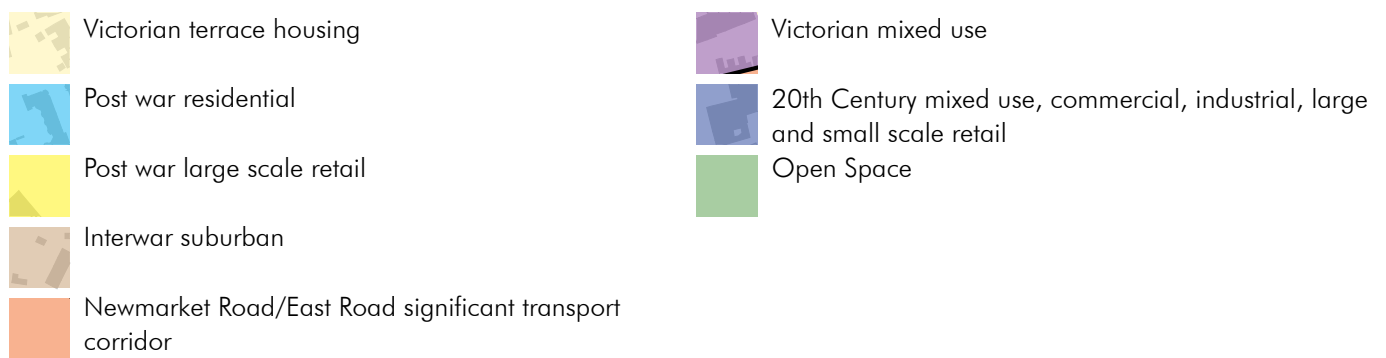 Victorian terrace housing
Post war residential
Post war large scale retail
Interwar suburban
Newmarket Road/East Road significant transport
corridor
Victorian mixed use
20th Century mixed use, commercial, industrial, large
and small scale retail
Open Space